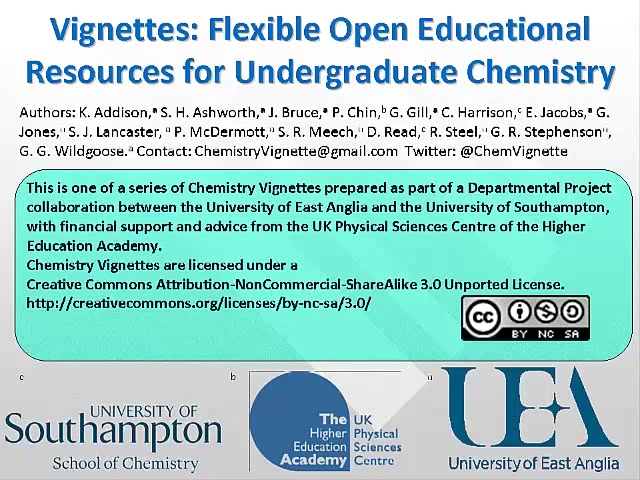 Vignettes: Flexible Open Educational
Resources for Undergraduate Chemistry
Authors: K. Addison,ᵃ S. H. Ashworth,ᵃ J. Bruce,ᵃ P. Chin,ᵇ G. Gill,ᵃ C. Harrison,ᶜ E. Jacobs,ᵃ G.
Jones,ᵃ S. J. Lancaster,ᵃ P. McDermott,ᵃ S. R. Meech,ᵃ D. Read,ᶜ R. Steel,ᵃ G. R. Stephensonᵃ,
G. G. Wildgoose.ᵃ Contact: ChemistryVignette@gmail.com Twitter: @ChemVignette
This is one of a series of Chemistry Vignettes prepared as part of a Departmental Project
collaboration between the University of East Anglia and the University of Southampton,
with financial support and advice from the UK Physical Sciences Centre of the Higher
Education Academy.
Chemistry Vignettes are licensed under a
Creative Commons Attribution-NonCommercial-ShareAlike 3.0 Unported License.
http://creativecommons.org/licenses/by-nc-sa/3.0/
cc
BY NC SA
c
b
UNIVERSITY OF
Southampton
School of Chemistry
The UK
Higher Physical
Education Sciences
Academy Centre
UEA
University of East Anglia